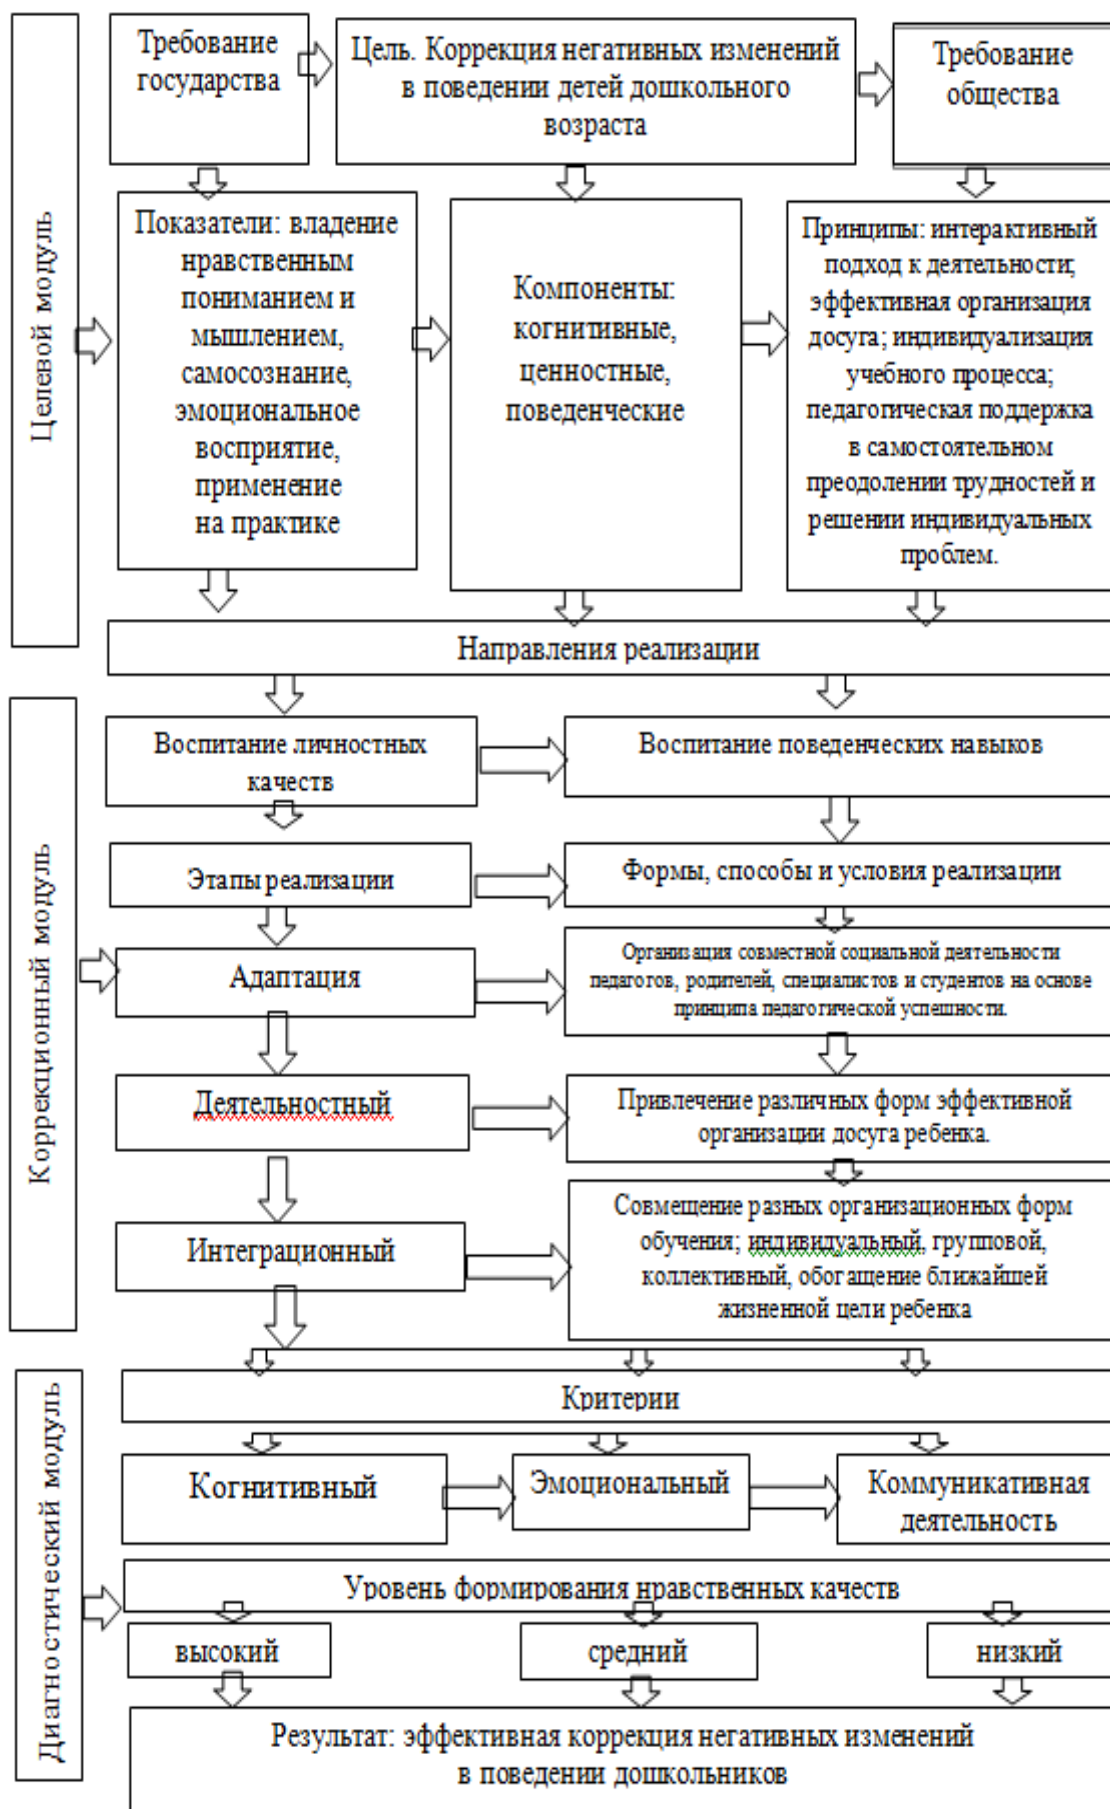 Целевой модуль
Требование
государства
Цель. Коррекция негативных изменений
в поведении детей дошкольного
возраста
Требование
общества
Показатели: владение
нравственным
пониманием и
мышлением,
самосознание,
эмоциональное
восприятие,
применение
на практике
Компоненты:
когнитивные,
ценностные,
поведенческие
Принципы: интерактивный
подход к деятельности;
эффективная организация
досуга; индивидуализация
учебного процесса;
педагогическая поддержка
в самостоятельном
преодолении трудностей и
решении индивидуальных
проблем.
Направления реализации
Коррекционный модуль
Воспитание личностных
качеств
Воспитание поведенческих навыков
Этапы реализации
Формы, способы и условия реализации
Адаптация
Организация совместной социальной деятельности
педагогов, родителей, специалистов и студентов на основе
принципа педагогической успешности.
Деятельностный
Привлечение различных форм эффективной
организации досуга ребенка.
Интеграционный
Совмещение разных организационных форм
обучения; индивидуальный, групповой,
коллективный, обогащение ближайшей
жизненной цели ребенка
Диагностический модуль
Критерии
Когнитивный
Эмоциональный
Коммуникативная
деятельность
Уровень формирования нравственных качеств
высокий
средний
низкий
Результат: эффективная коррекция негативных изменений
в поведении дошкольников